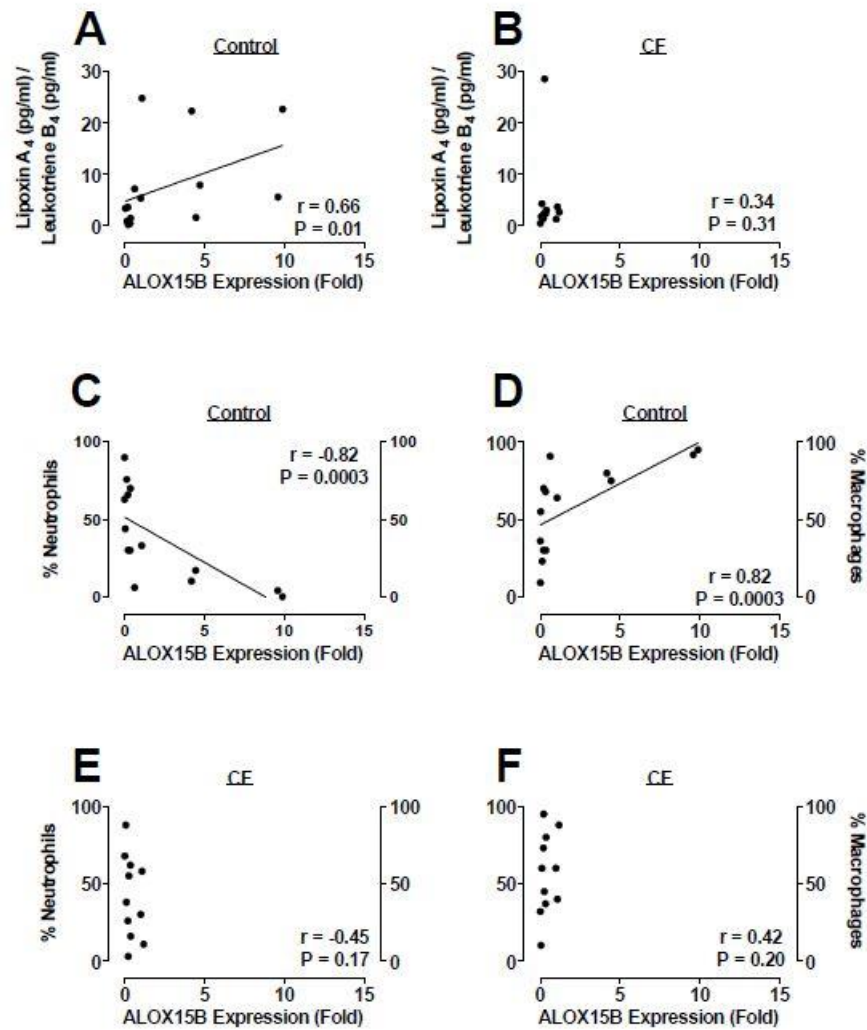 A
Control
Lipoxin A4 (pg/ml) /
Leukotriene B4 (pg/ml)
30
20
10
0
r = 0.66
P = 0.01
0 5 10 15
ALOX15B Expression (Fold)
B
CF
Lipoxin A4 (pg/ml) /
Leukotriene B4 (pg/ml)
30
20
10
0
r = 0.34
P = 0.31
0 5 10 15
ALOX15B Expression (Fold)
C
Control
% Neutrophils
100
50
0
r = -0.82
P = 0.0003
100
50
0
0 5 10 15
ALOX15B Expression (Fold)
D
Control
100
50
0
r = 0.82
P = 0.0003
100
50
0
% Macrophages
0 5 10 15
ALOX15B Expression (Fold)
E
CF
% Neutrophils
100
50
0
r = -0.45
P = 0.17
100
50
0
0 5 10 15
ALOX15B Expression (Fold)
F
CF
100
50
0
r = 0.42
P = 0.20
100
50
0
% Macrophages
0 5 10 15
ALOX15B Expression (Fold)